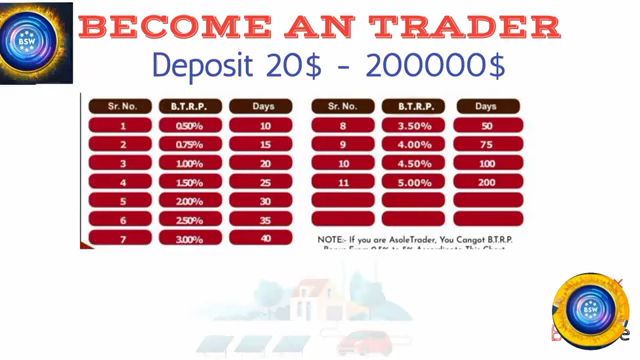 BSW
BECOME AN TRADER
Deposit 20$ - 200000$
Sr. No. B.T.R.P. Days
1 0.50% 10
2 0.75% 15
3 1.00% 20
4 1.50% 25
5 2.00% 30
6 2.50% 35
7 3.00% 40
Sr. No. B.T.R.P. Days
8 3.50% 50
9 4.00% 75
10 4.50% 100
11 5.00% 200
NOTE:- If you are AsoleTrader, You Cangot B.T.R.P.
BSW